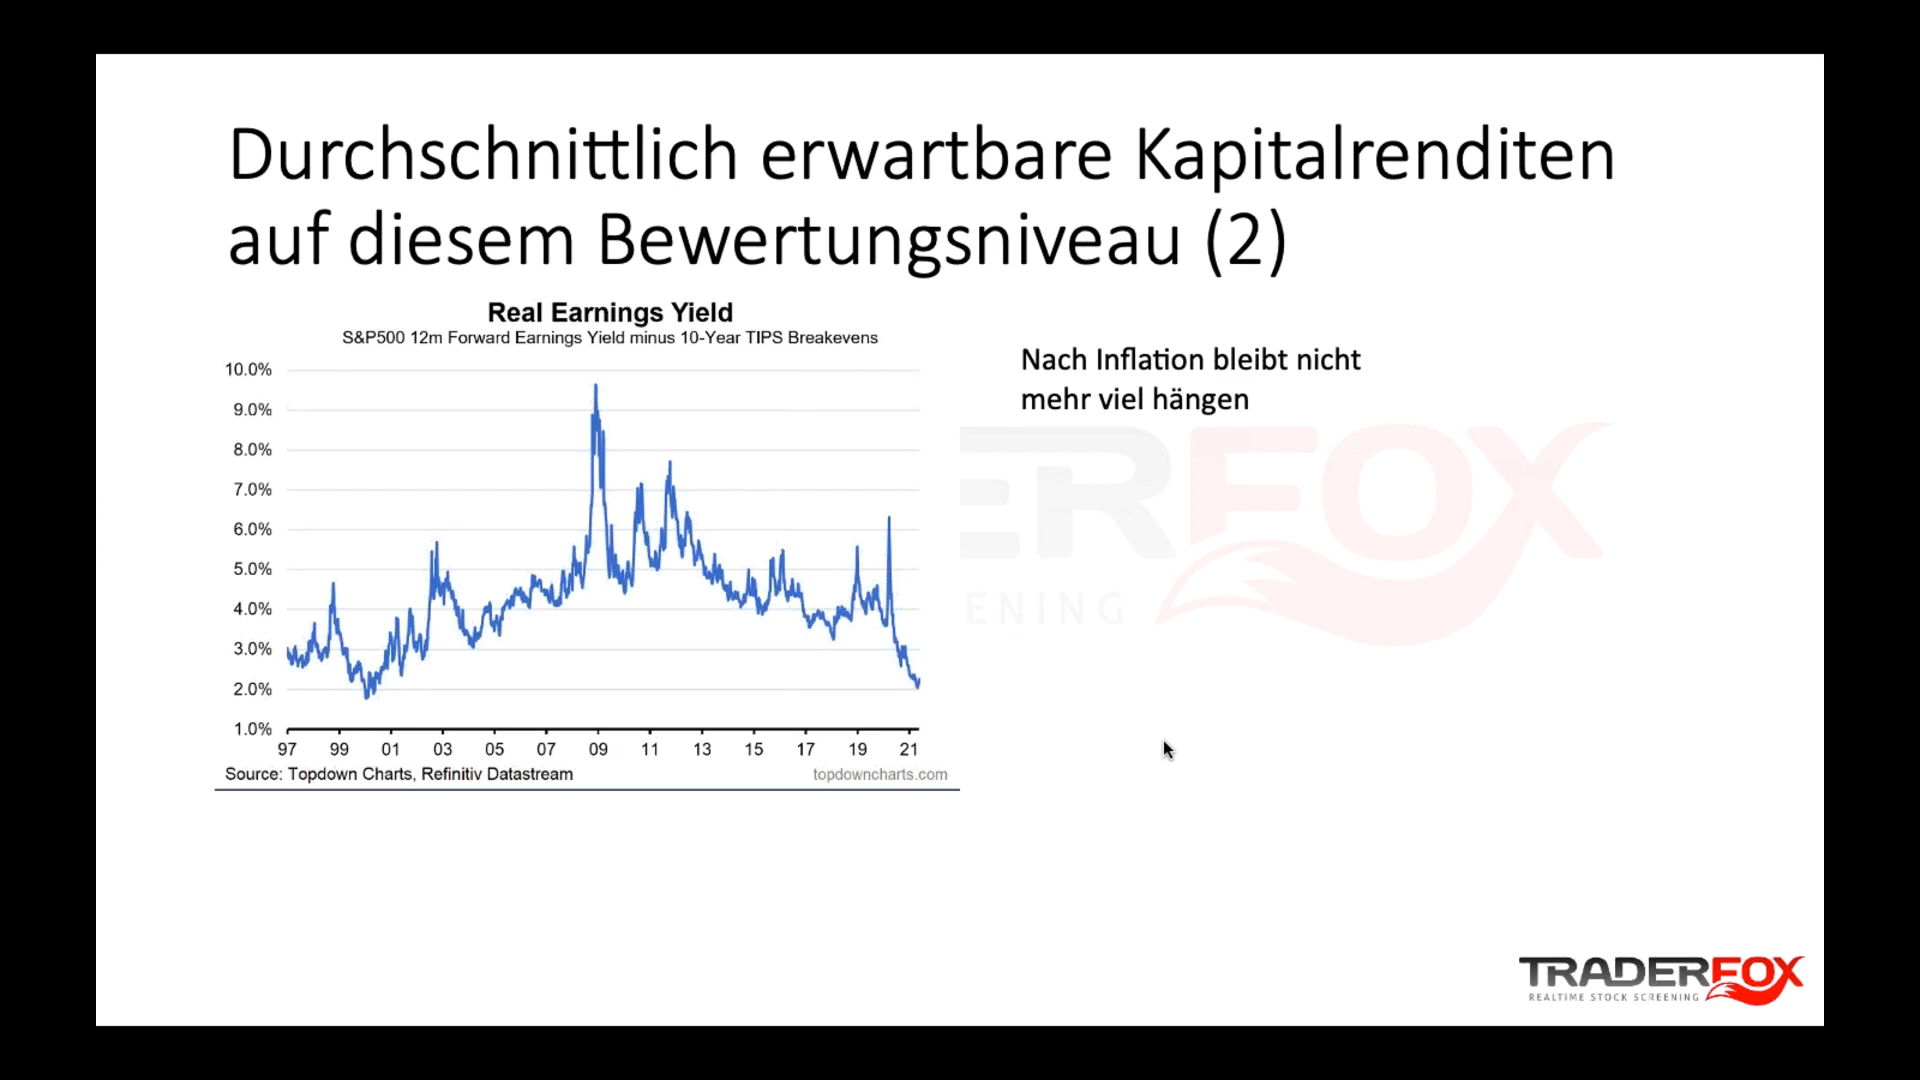 Durchschnittlich erwartbare Kapitalrenditen
auf diesem Bewertungsniveau (2)
Real Earnings Yield
S&P500 12m Forward Earnings Yield minus 10-Year TIPS Breakevens
10.0%
9.0%
8.0%
7.0%
6.0%
5.0%
4.0%
3.0%
2.0%
1.0%
97 99 01 03 05 07 09 11 13 15 17 19 21
Source: Topdown Charts, Refinitiv Datastream
topdowncharts.com
Nach Inflation bleibt nicht
mehr viel hängen
ERFOX
ENING
TRADERFOX
REALTIME STOCK SCREENING